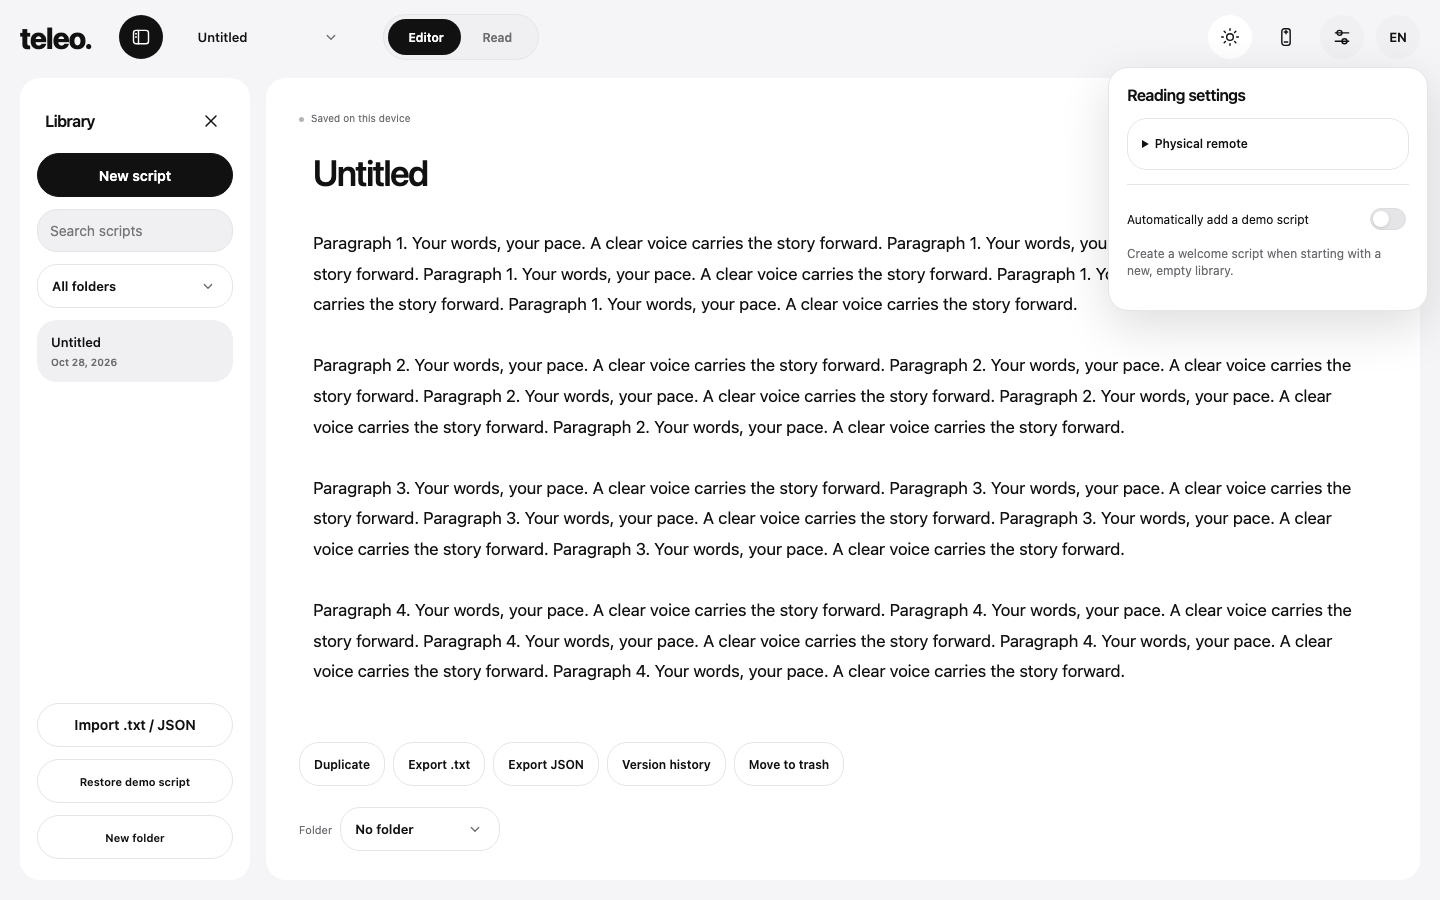 teleo.
Untitled
Editor
Read
EN
Library
New script
Search scripts
All folders
Untitled
Oct 28, 2026
Import .txt / JSON
Restore demo script
New folder
Saved on this device
Untitled
Paragraph 1. Your words, your pace. A clear voice carries the story forward. Paragraph 1. Your words, you
story forward. Paragraph 1. Your words, your pace. A clear voice carries the story forward. Paragraph 1. Yo
carries the story forward. Paragraph 1. Your words, your pace. A clear voice carries the story forward.
Paragraph 2. Your words, your pace. A clear voice carries the story forward. Paragraph 2. Your words, your pace. A clear voice carries the
story forward. Paragraph 2. Your words, your pace. A clear voice carries the story forward. Paragraph 2. Your words, your pace. A clear
voice carries the story forward. Paragraph 2. Your words, your pace. A clear voice carries the story forward.
Paragraph 3. Your words, your pace. A clear voice carries the story forward. Paragraph 3. Your words, your pace. A clear voice carries the
story forward. Paragraph 3. Your words, your pace. A clear voice carries the story forward. Paragraph 3. Your words, your pace. A clear
voice carries the story forward. Paragraph 3. Your words, your pace. A clear voice carries the story forward.
Paragraph 4. Your words, your pace. A clear voice carries the story forward. Paragraph 4. Your words, your pace. A clear voice carries the
story forward. Paragraph 4. Your words, your pace. A clear voice carries the story forward. Paragraph 4. Your words, your pace. A clear
voice carries the story forward. Paragraph 4. Your words, your pace. A clear voice carries the story forward.
Duplicate
Export .txt
Export JSON
Version history
Move to trash
Folder
No folder
Reading settings
Physical remote
Automatically add a demo script
Create a welcome script when starting with a
new, empty library.